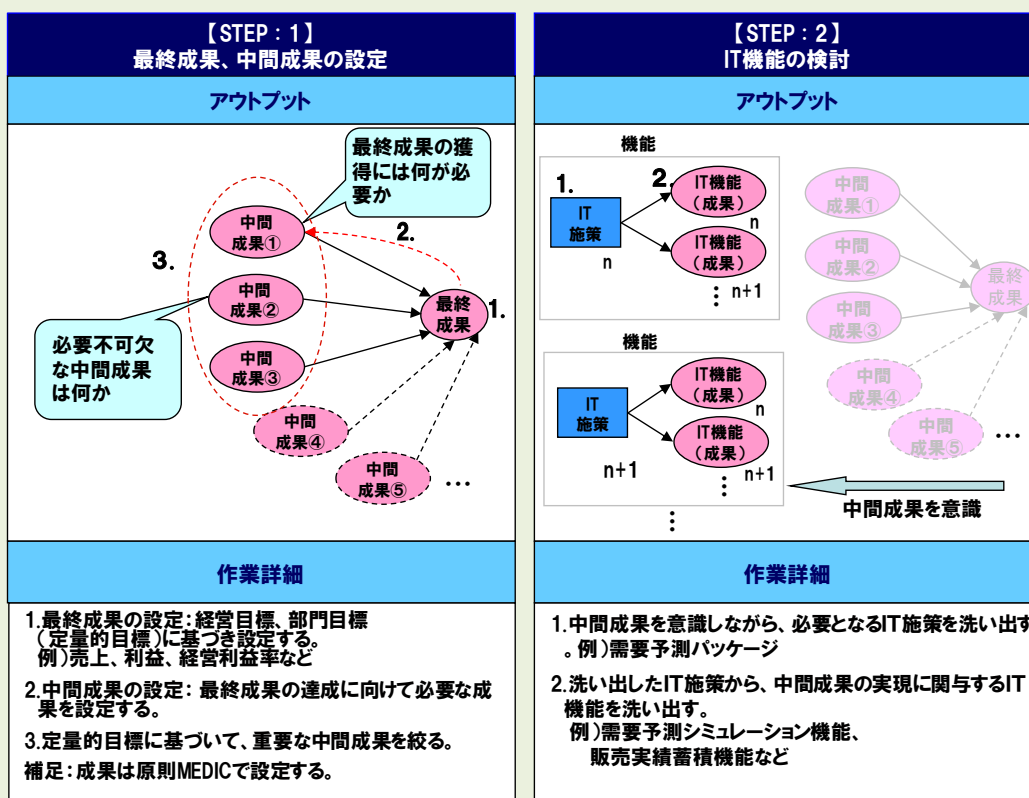 【STEP：1】
最終成果、中間成果の設定
アウトプット
最終成果の獲
得には何が必
要か
中間
成果①
2.
3.
中間
成果②
最終
成果
1.
必要不可欠
な中間成果
は何か
中間
成果③
中間
成果④
中間
成果⑤
…
作業詳細
1.最終成果の設定：経営目標、部門目標
（定量的目標）に基づき設定する。
例）売上、利益、経営利益率など
2.中間成果の設定： 最終成果の達成に向けて必要な成
果を設定する。
3.定量的目標に基づいて、重要な中間成果を絞る。
補足：成果は原則MEDICで設定する。
【STEP：2】
IT機能の検討
アウトプット
機能
1.
2.
IT
施策
n
IT機能
（成果）
n
IT機能
（成果）
n+1
⋮
機能
IT
施策
n+1
IT機能
（成果）
n
IT機能
（成果）
n+1
⋮
⋮
中間
成果①
中間
成果②
中間
成果③
最終
成果
中間
成果④
中間
成果⑤
…
中間成果を意識
作業詳細
1.中間成果を意識しながら、必要となるIT施策を洗い出す
。例）需要予測パッケージ
2.洗い出したIT施策から、中間成果の実現に関与するIT
機能を洗い出す。
例）需要予測シミュレーション機能、
販売実績蓄積機能など